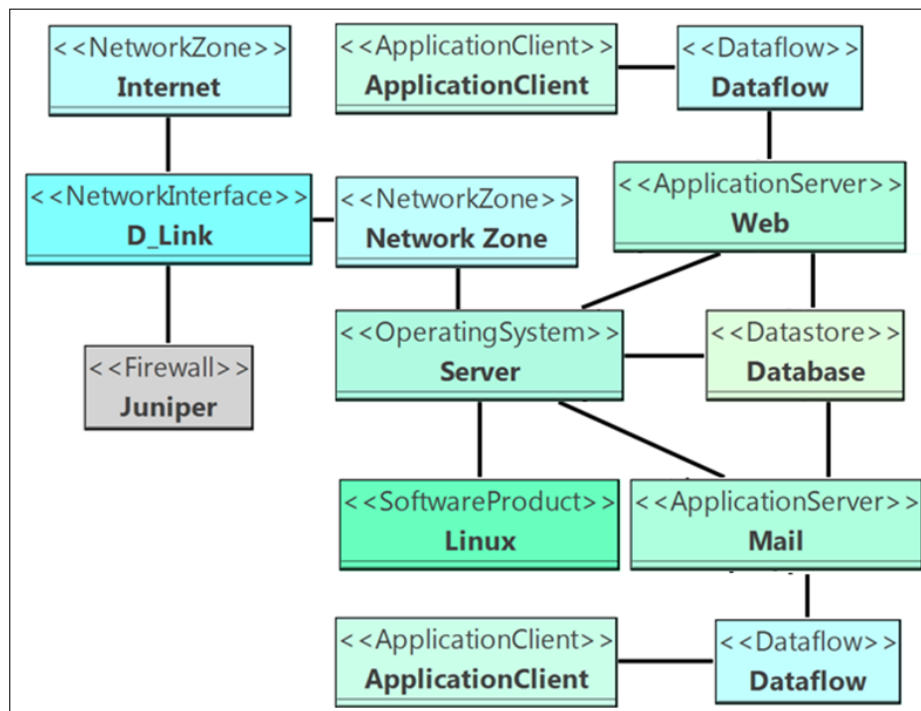 <<NetworkZone>>
Internet
<<ApplicationClient>>
ApplicationClient
<<Dataflow>>
Dataflow
<<NetworkInterface>>
D_Link
<<NetworkZone>>
Network Zone
<<ApplicationServer>>
Web
<<Firewall>>
Juniper
<<OperatingSystem>>
Server
<<Datastore>>
Database
<<SoftwareProduct>>
Linux
<<ApplicationServer>>
Mail
<<ApplicationClient>>
ApplicationClient
<<Dataflow>>
Dataflow